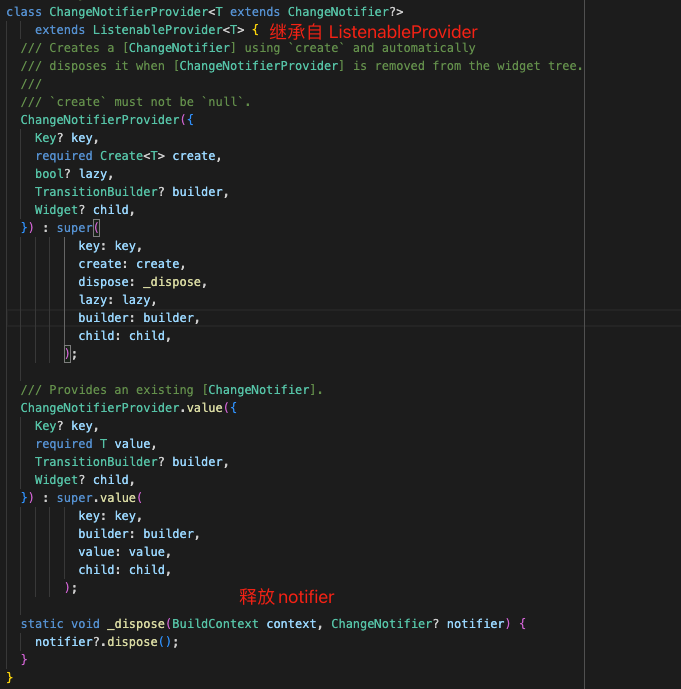 class ChangeNotifierProvider<T extends ChangeNotifier?>
    extends ListenableProvider<T> { 继承自 ListenableProvider
  /// Creates a [ChangeNotifier] using `create` and automatically
  /// disposes it when [ChangeNotifierProvider] is removed from the widget tree.
  ///
  /// `create` must not be `null`.
  ChangeNotifierProvider({
    Key? key,
    required Create<T> create,
    bool? lazy,
    TransitionBuilder? builder,
    Widget? child,
  }) : super(
          key: key,
          create: create,
          dispose: _dispose,
          lazy: lazy,
          builder: builder,
          child: child,
        );

  /// Provides an existing [ChangeNotifier].
  ChangeNotifierProvider.value({
    Key? key,
    required T value,
    TransitionBuilder? builder,
    Widget? child,
  }) : super.value(
          key: key,
          builder: builder,
          value: value,
          child: child,
        );
释放 notifier
  static void _dispose(BuildContext context, ChangeNotifier? notifier) {
    notifier?.dispose();
  }
}